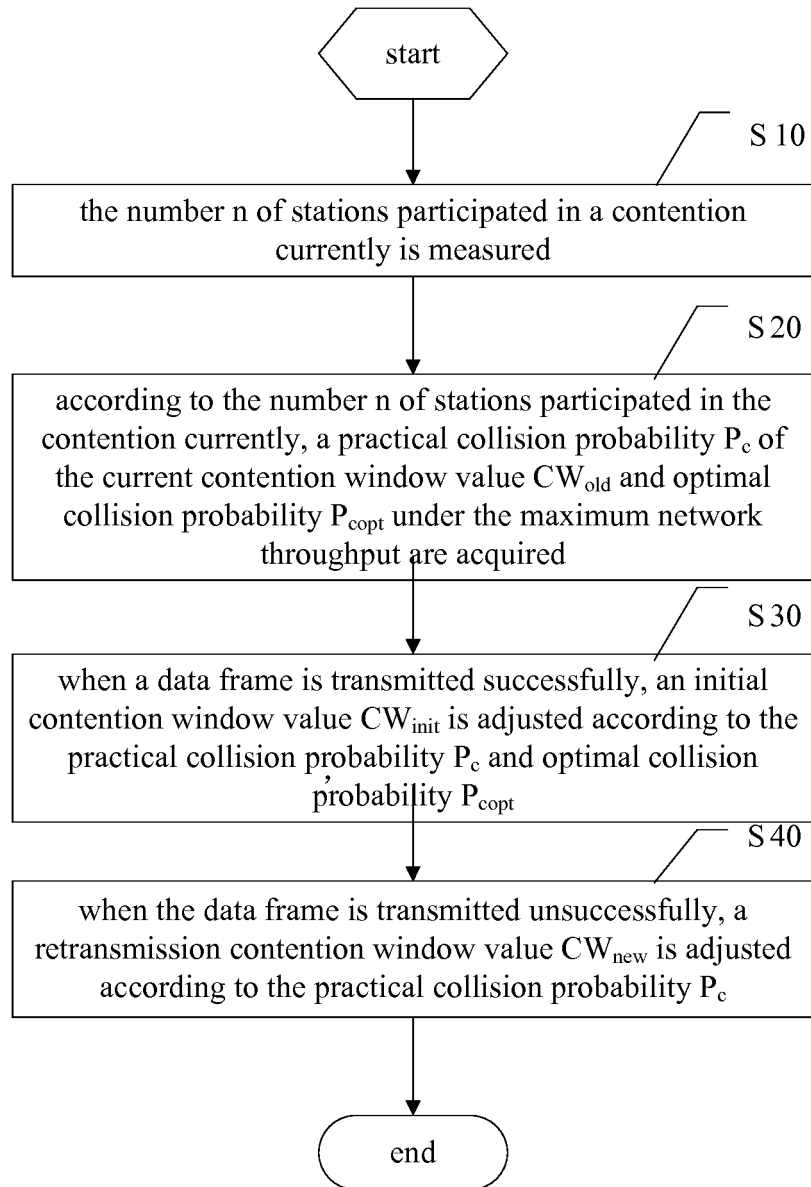 start
S 10
the number n of stations participated in a contention
currently is measured
S 20
according to the number n of stations participated in the
contention currently, a practical collision probability Pc of
the current contention window value CWold and optimal
collision probability Pcopt under the maximum network
throughput are acquired
S 30
when a data frame is transmitted successfully, an initial
contention window value CWinit is adjusted according to the
practical collision probability Pc and optimal collision
probability Pcopt
S 40
when the data frame is transmitted unsuccessfully, a
retransmission contention window value CWnew is adjusted
according to the practical collision probability Pc
end